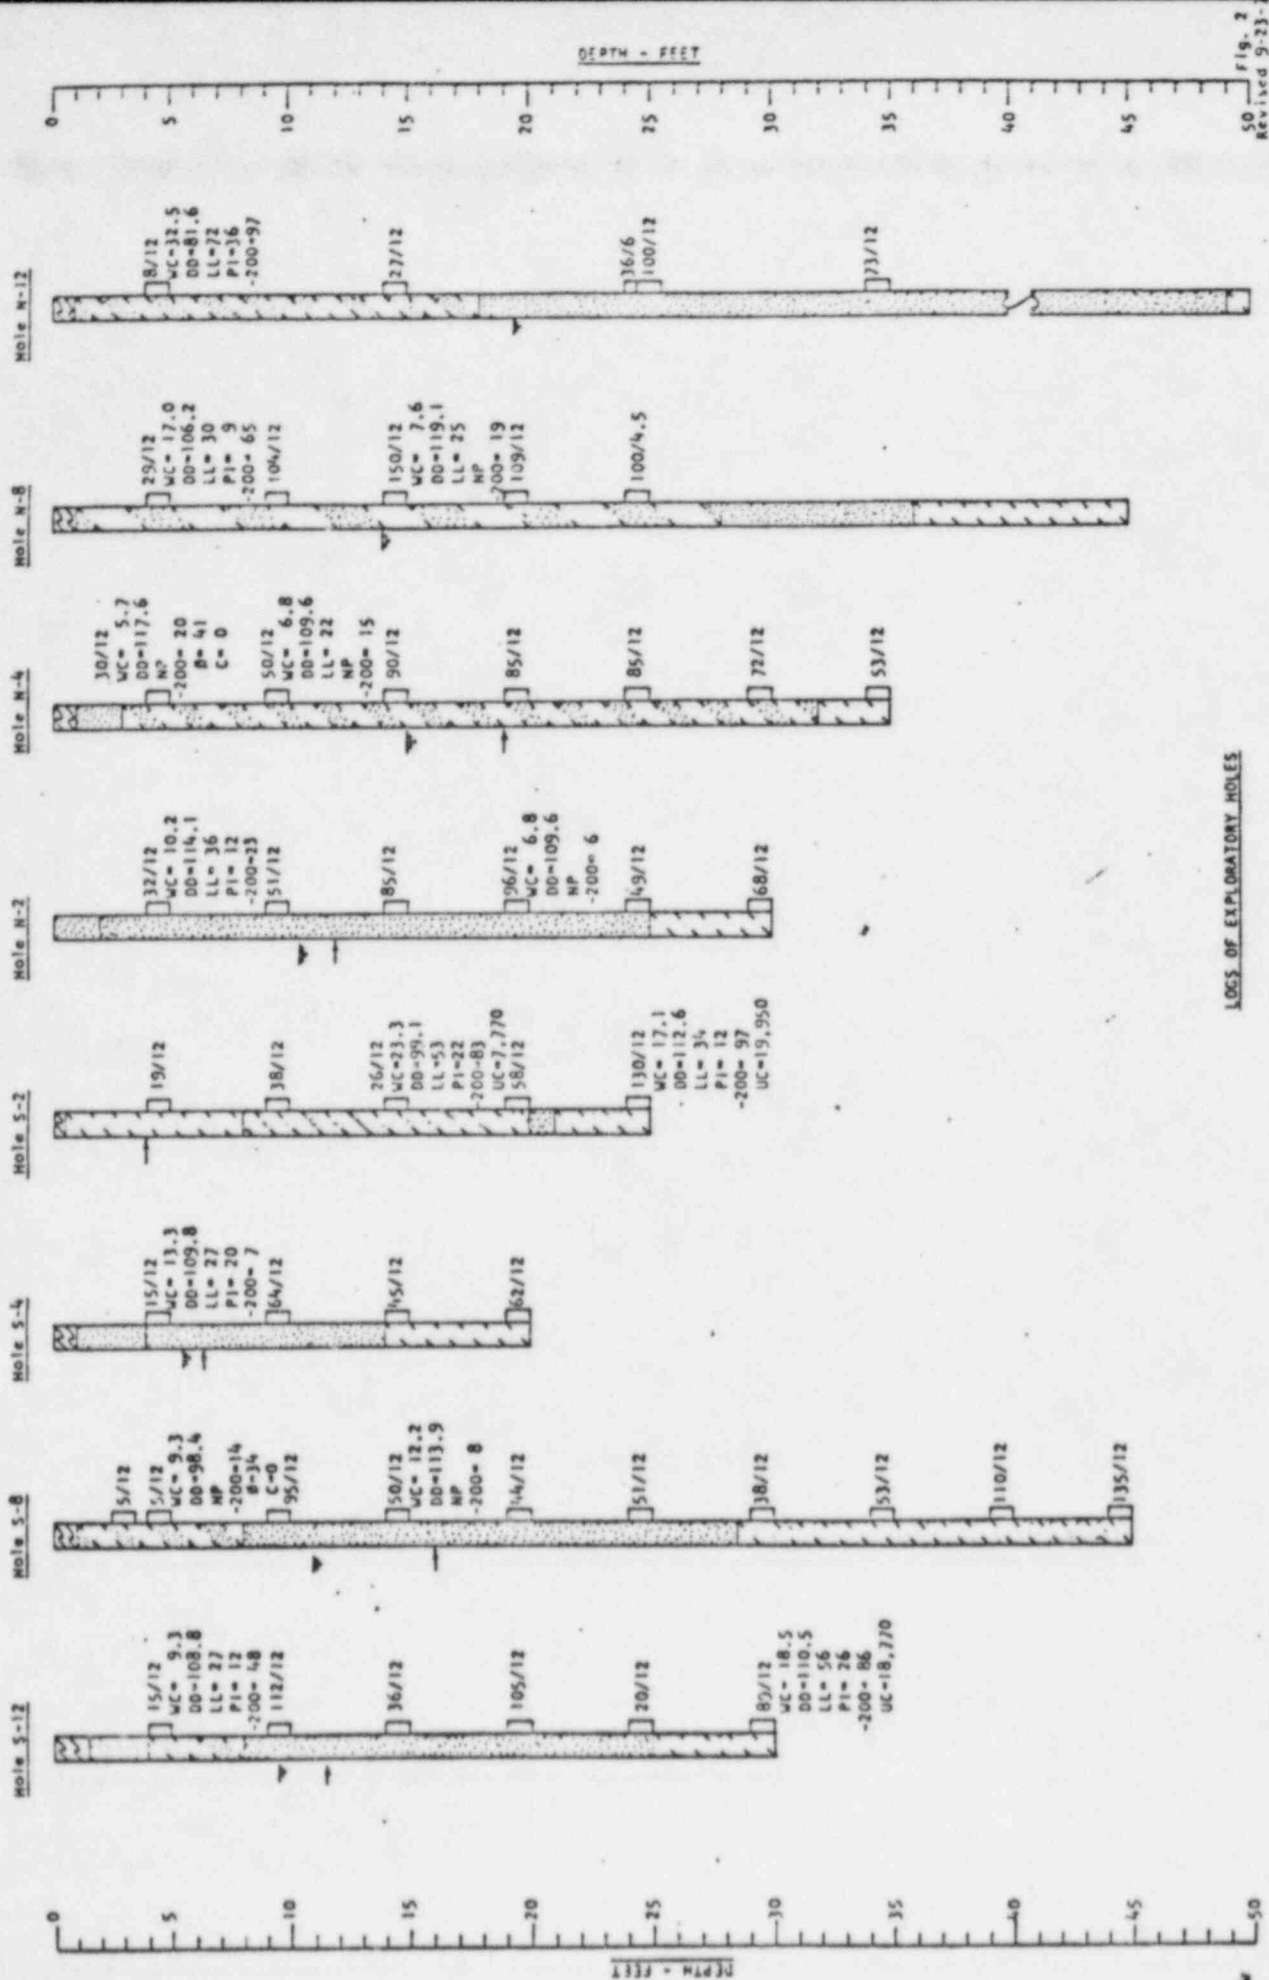 Hole S-12
15/12
WC= 9.3
DD=108.8
LL= 27
PI= 12
-200= 48
112/12
36/12
105/12
20/12
89/12
WC= 18.5
DD=110.5
LL= 56
PI= 26
-200= 86
UC=18,770
Hole S-8
5/12
5/12
WC= 9.3
DD=98.4
NP
-200=14
Ø=34
C=0
95/12
50/12
WC= 12.2
DD=113.9
NP
-200= 8
44/12
51/12
38/12
53/12
110/12
135/12
Hole S-4
15/12
WC= 13.3
DD=109.8
LL= 27
PI= 20
-200= 7
64/12
45/12
62/12
Hole S-2
19/12
38/12
26/12
WC=23.3
DD=99.1
LL=53
PI=22
-200=83
UC=7,770
58/12
130/12
WC= 17.1
DD=112.6
LL= 34
PI= 12
-200= 97
UC=19,950
Hole N-2
32/12
WC= 10.2
DD=114.1
LL= 36
PI= 12
-200=23
51/12
85/12
96/12
WC= 6.8
DD=109.6
NP
-200= 6
49/12
68/12
Hole N-4
30/12
WC= 5.7
DD=117.6
NP
-200= 20
Ø= 41
C= 0
50/12
WC= 6.8
DD=109.6
LL= 22
NP
-200= 15
90/12
85/12
85/12
72/12
53/12
Hole N-8
29/12
WC= 17.0
DD=106.2
LL= 30
PI= 9
-200= 65
104/12
150/12
WC= 7.6
DD=119.1
LL= 25
NP
-200= 19
109/12
100/4.5
Hole N-12
8/12
WC=32.5
DD=81.6
LL=72
PI=36
-200=97
27/12
36/6
100/12
73/12
DEPTH - FEET
0
5
10
15
20
25
30
35
40
45
50
DEPTH - FEET
0
5
10
15
20
25
30
35
40
45
50
LOGS OF EXPLORATORY HOLES
Fig. 2
Revised 9-23-